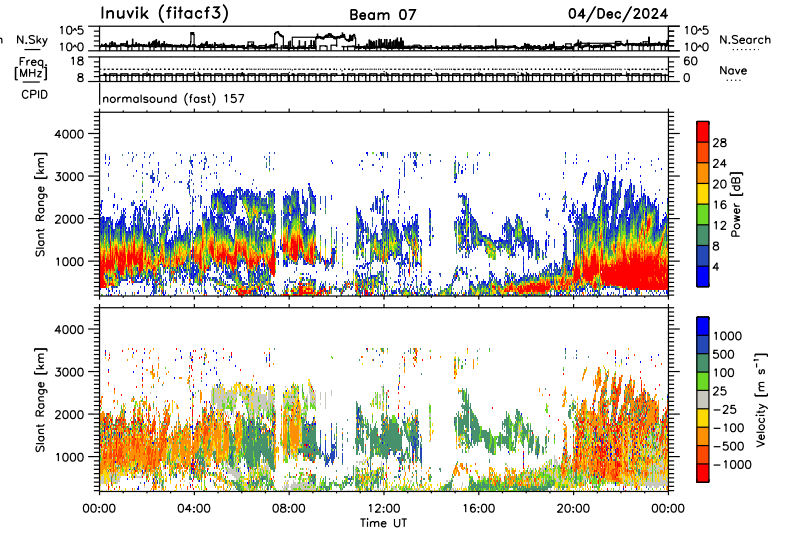 Inuvik (fitacf3) Beam 07 04/Dec/2024
n N.Sky 10^5 10^5 N.Search
10^0 10^0
Freq. 18 60
[MHz] 8 0 Nave
CPID normalsound (fast) 157
4000
3000
2000
1000
Slant Range [km]
28
24
20
16
12
8
4
Power [dB]
4000
3000
2000
1000
Slant Range [km]
1000
500
100
25
-25
-100
-500
-1000
Velocity [m s^-1]
00:00 04:00 08:00 12:00 16:00 20:00 00:00
Time UT